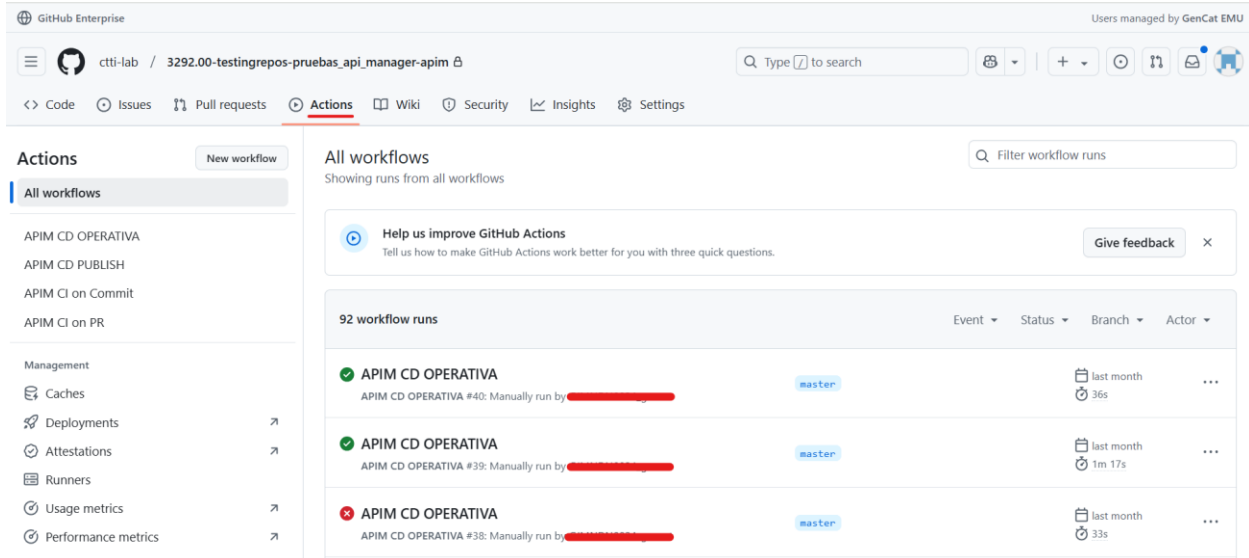 GitHub Enterprise
Users managed by GenCat EMU
ctti-lab / 3292.00-testingrepos-pruebas_api_manager-apim
Type / to search
Code Issues Pull requests Actions Wiki Security Insights Settings
Actions
New workflow
All workflows
APIM CD OPERATIVA
APIM CD PUBLISH
APIM CI on Commit
APIM CI on PR
Management
Caches
Deployments
Attestations
Runners
Usage metrics
Performance metrics
All workflows
Showing runs from all workflows
Filter workflow runs
Help us improve GitHub Actions
Tell us how to make GitHub Actions work better for you with three quick questions.
Give feedback
92 workflow runs
Event Status Branch Actor
APIM CD OPERATIVA
APIM CD OPERATIVA #40: Manually run by
master
last month
36s
APIM CD OPERATIVA
APIM CD OPERATIVA #39: Manually run by
master
last month
1m 17s
APIM CD OPERATIVA
APIM CD OPERATIVA #38: Manually run by
master
last month
33s